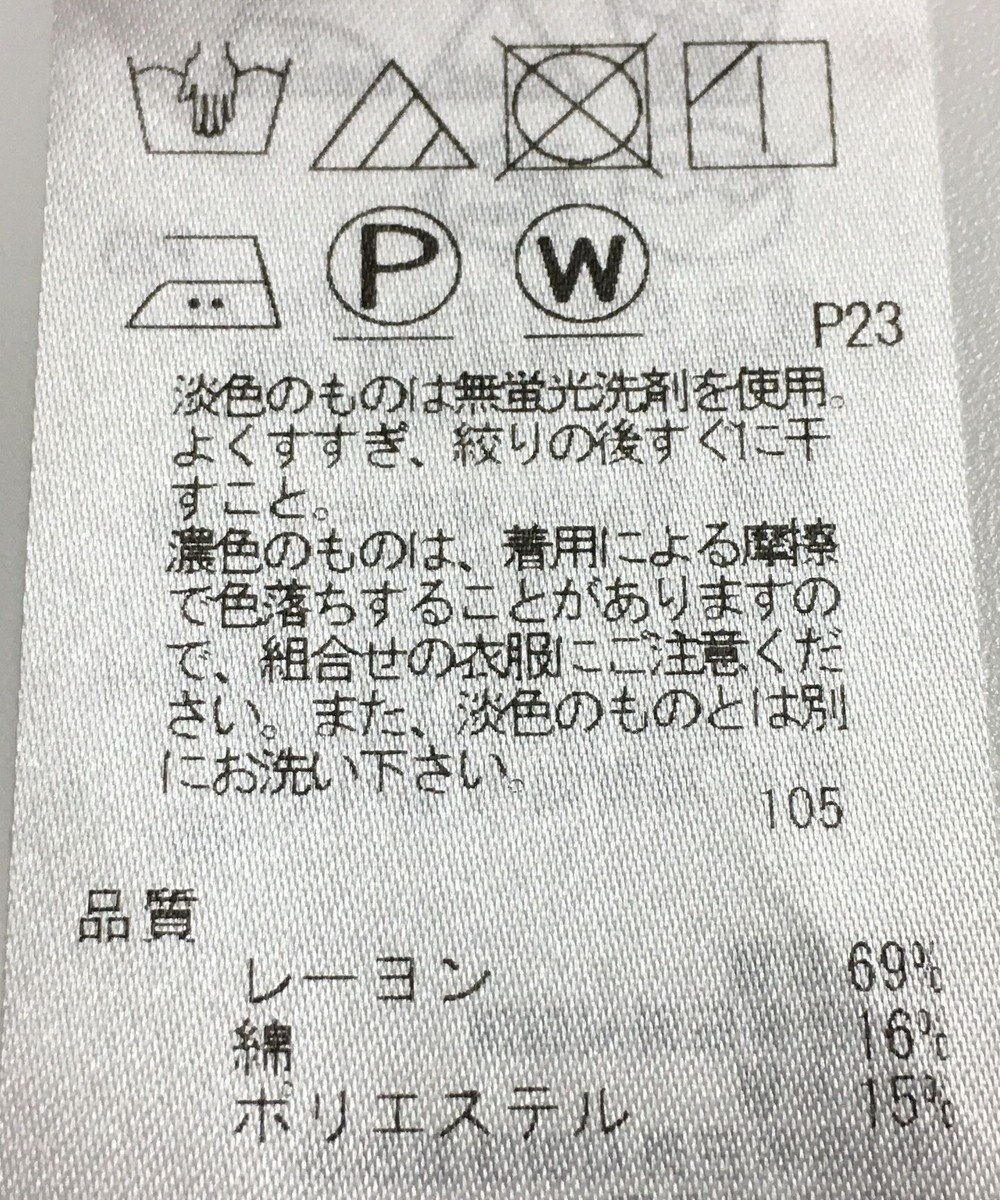 P W
P23
淡色のものは無蛍光洗剤を使用。
よくすすぎ、絞りの後すぐに干
すこと。
濃色のものは、着用による摩擦
で色落ちすることがありますの
で、組合せの衣服にご注意くだ
さい。また、淡色のものとは別
にお洗い下さい。
105
品質
レーヨン 69%
綿 16%
ポリエステル 15%